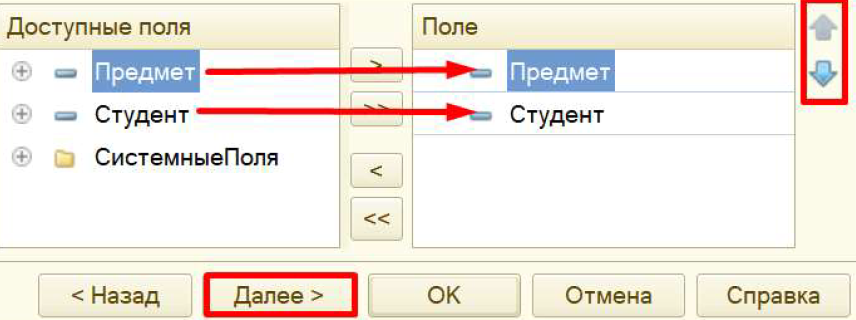 Доступные поля
Поле
Предмет
>
Предмет
Студент
>>
Студент
СистемныеПоля
<
<<
< Назад
Далее >
OK
Отмена
Справка